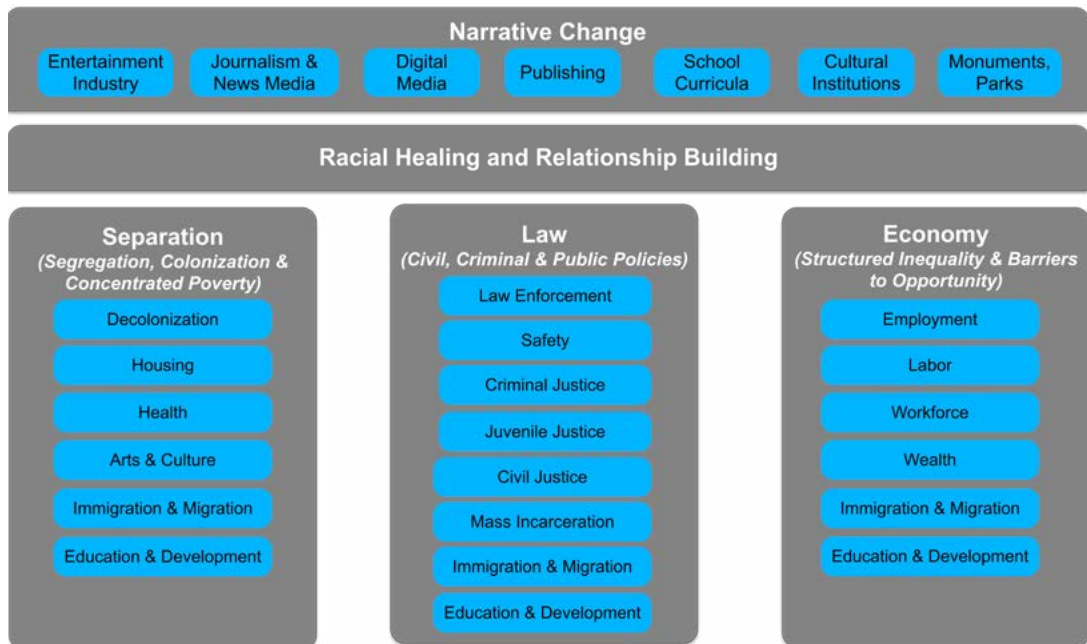 Narrative Change
Entertainment
Industry
Journalism &
News Media
Digital
Media
Publishing
School
Curricula
Cultural
Institutions
Monuments,
Parks
Racial Healing and Relationship Building
Separation
(Segregation, Colonization &
Concentrated Poverty)
Decolonization
Housing
Health
Arts & Culture
Immigration & Migration
Education & Development
Law
(Civil, Criminal & Public Policies)
Law Enforcement
Safety
Criminal Justice
Juvenile Justice
Civil Justice
Mass Incarceration
Immigration & Migration
Education & Development
Economy
(Structured Inequality & Barriers
to Opportunity)
Employment
Labor
Workforce
Wealth
Immigration & Migration
Education & Development